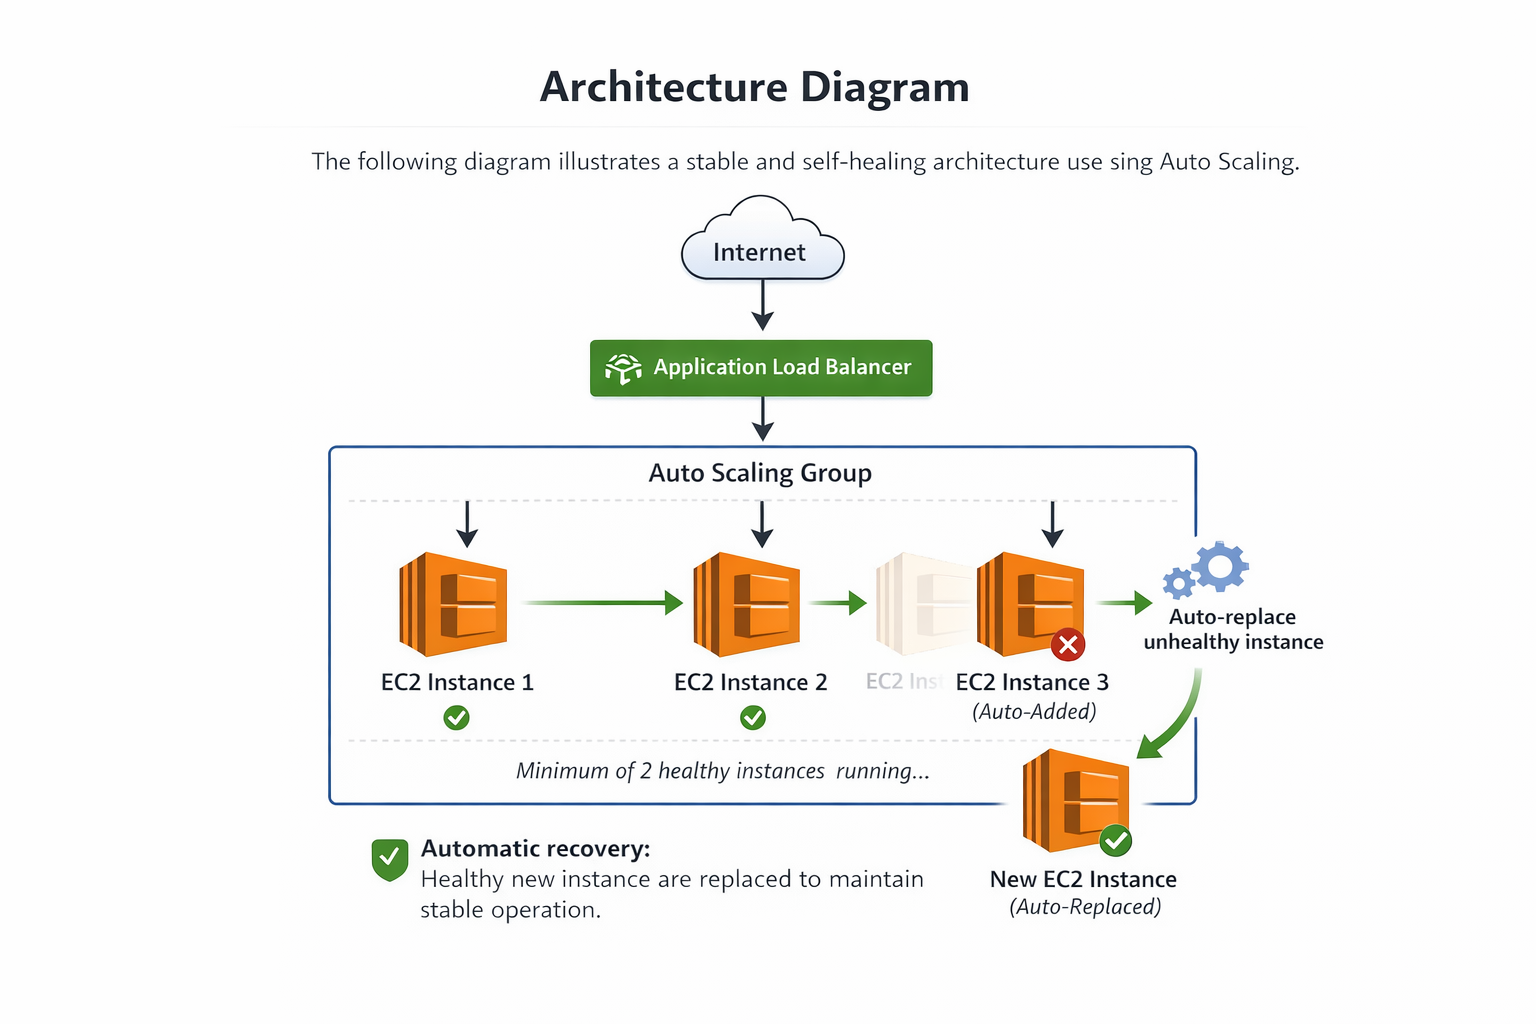 Architecture Diagram
The following diagram illustrates a stable and self-healing architecture use sing Auto Scaling.
Internet
Application Load Balancer
Auto Scaling Group
Auto-replace
unhealthy instance
EC2 Instance 1
EC2 Instance 2
EC2 Inst
EC2 Instance 3
(Auto-Added)
Minimum of 2 healthy instances running...
Automatic recovery:
Healthy new instance are replaced to maintain
stable operation.
New EC2 Instance
(Auto-Replaced)